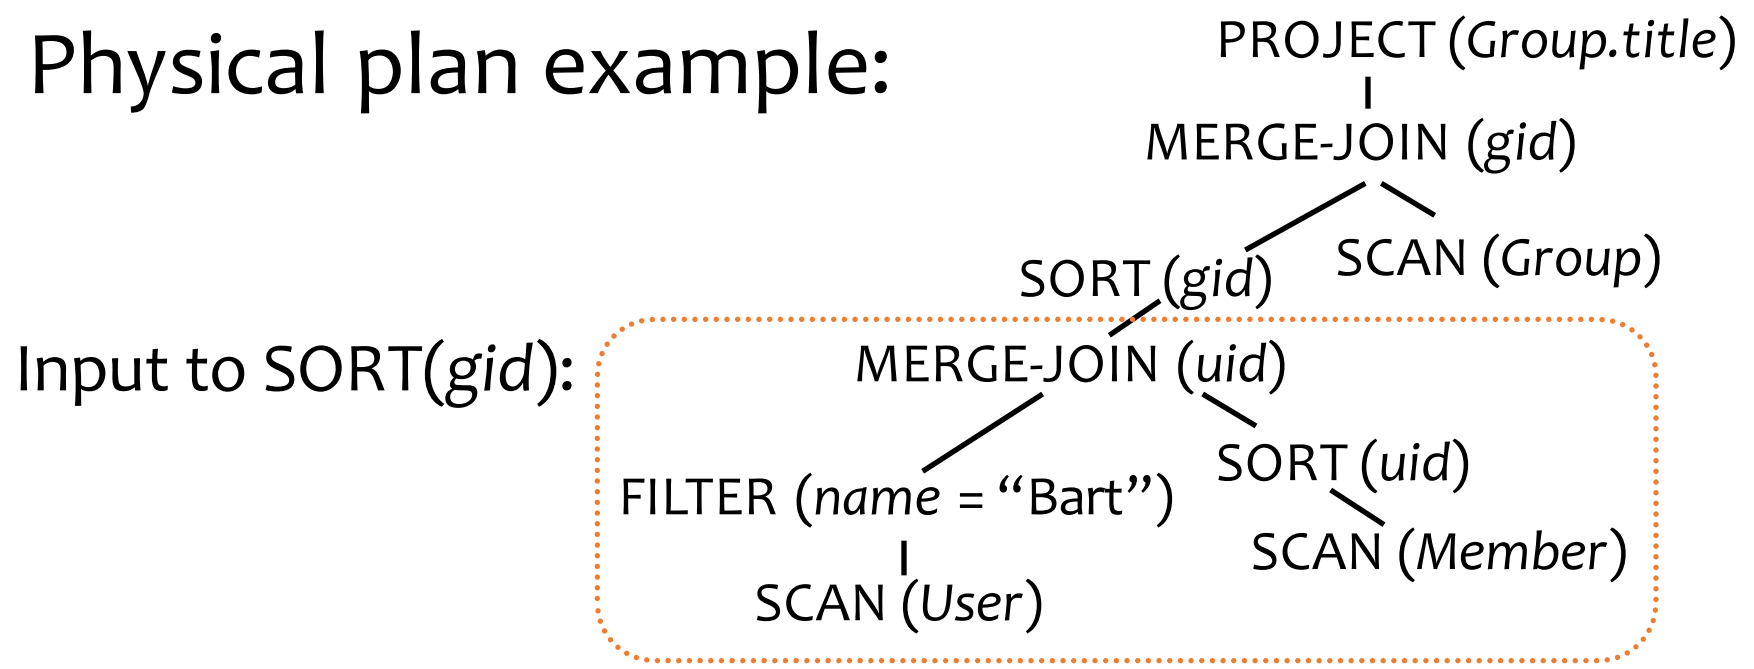 Physical plan example:
PROJECT (Group.title)
MERGE-JOIN (gid)
SORT (gid)
SCAN (Group)
Input to SORT(gid):
MERGE-JOIN (uid)
FILTER (name = “Bart”)
SORT (uid)
SCAN (Member)
SCAN (User)